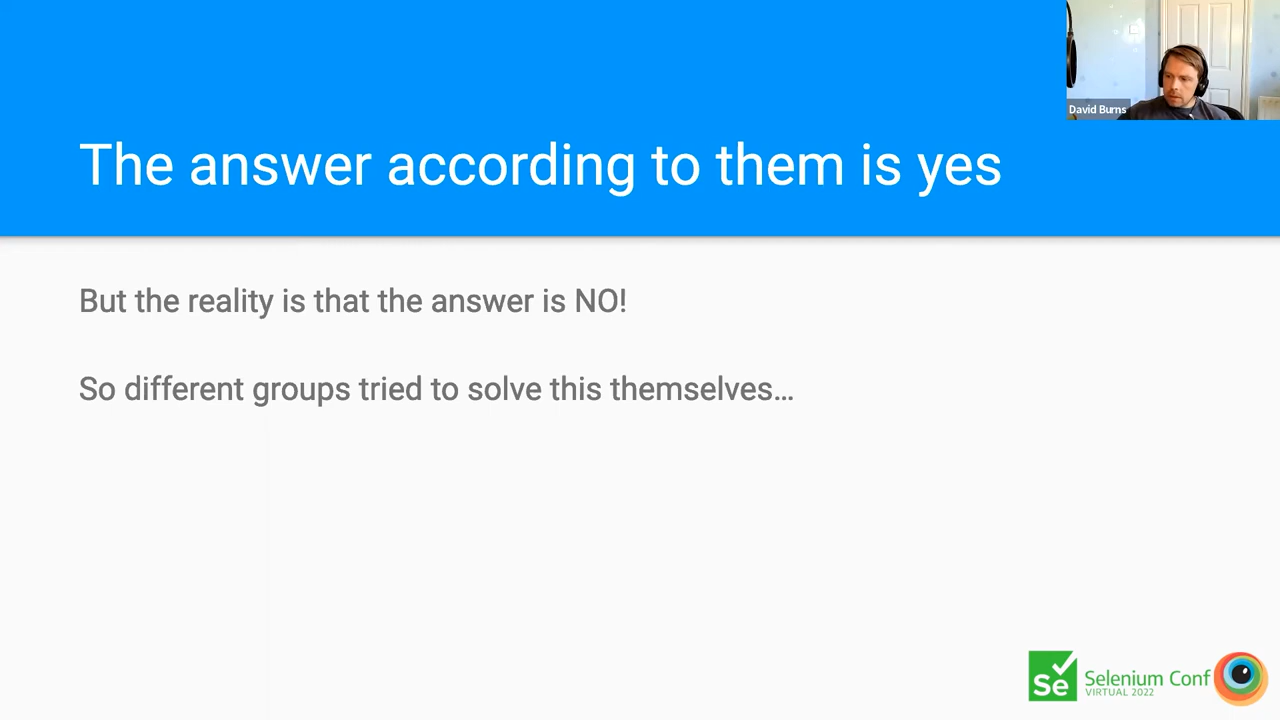 David Burns
The answer according to them is yes
But the reality is that the answer is NO!
So different groups tried to solve this themselves...
Se
Selenium Conf
VIRTUAL 2022